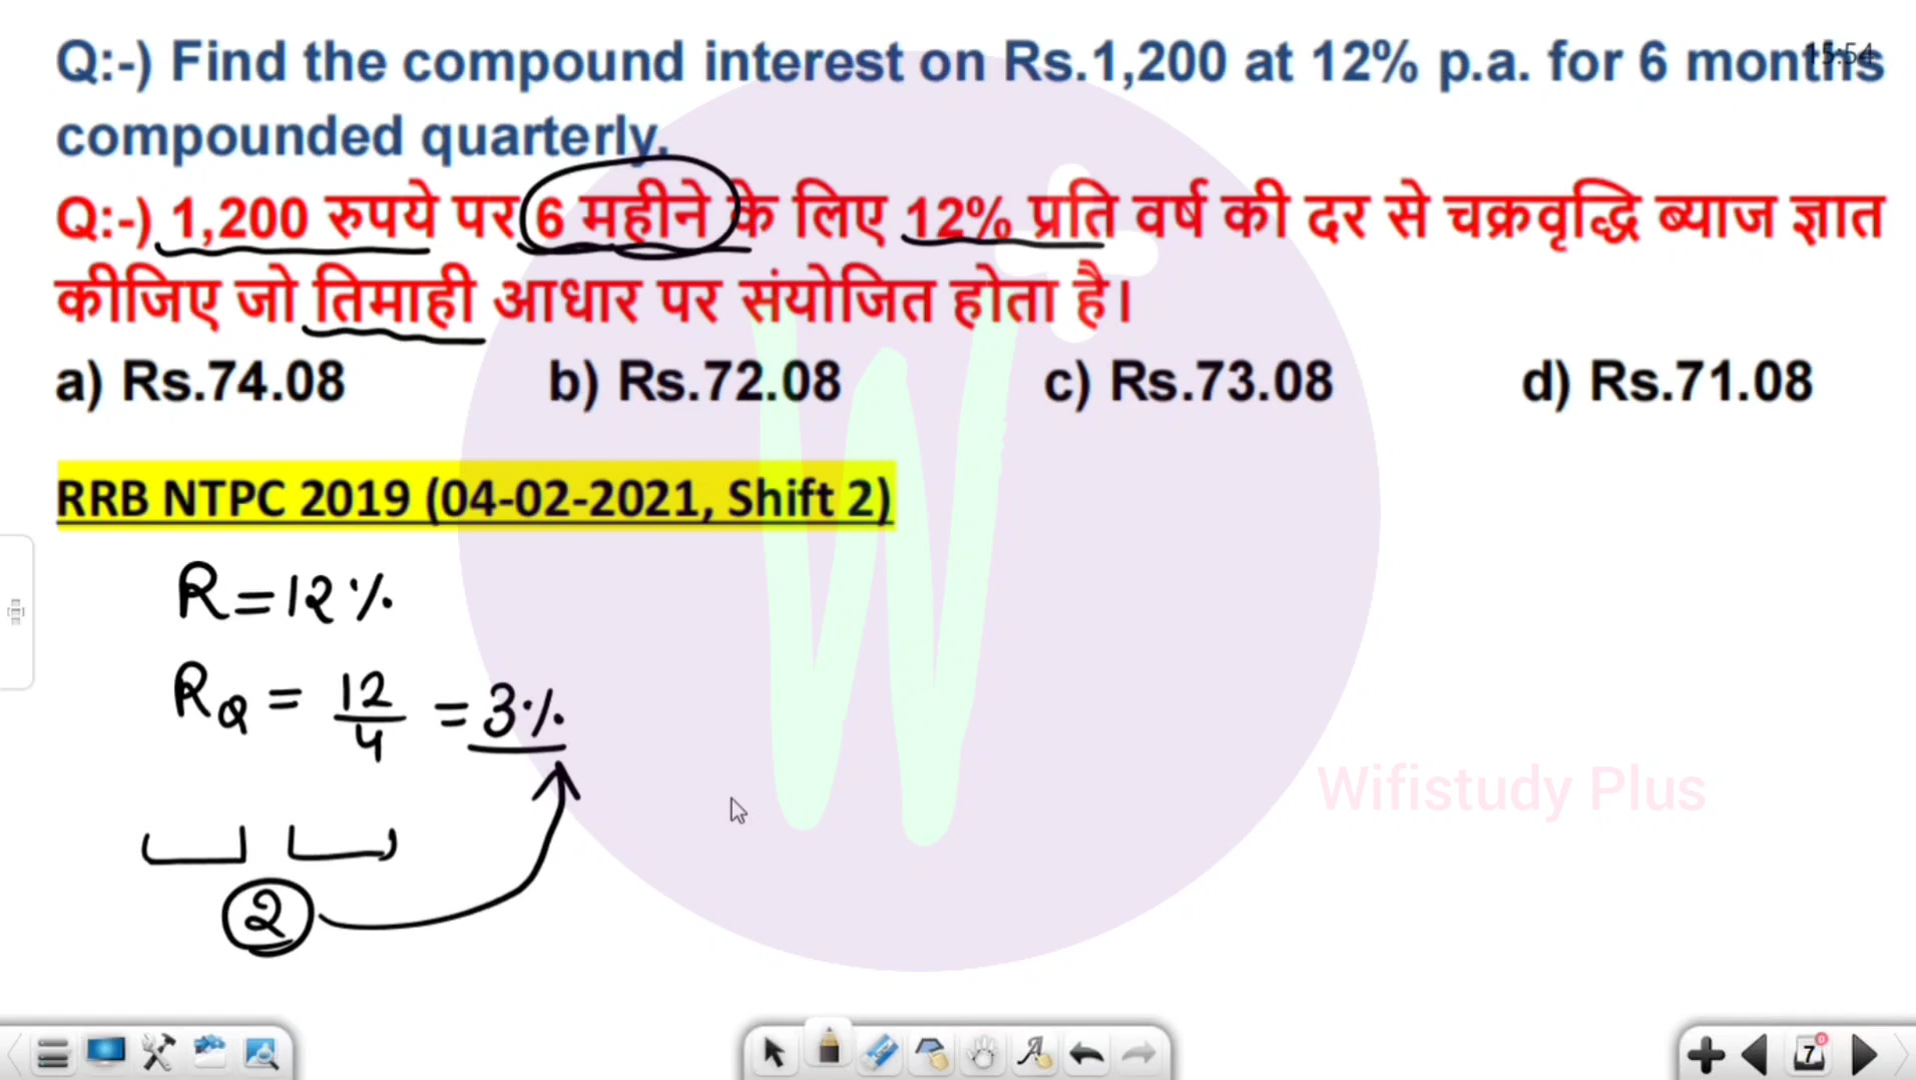 Q:-) Find the compound interest on Rs.1,200 at 12% p.a. for 6 months
15:54
compounded quarterly.
Q:-) 1,200 रुपये पर 6 महीने के लिए 12% प्रति वर्ष की दर से चक्रवृद्धि ब्याज ज्ञात
कीजिए जो तिमाही आधार पर संयोजित होता है।
a) Rs.74.08 b) Rs.72.08 c) Rs.73.08 d) Rs.71.08
RRB NTPC 2019 (04-02-2021, Shift 2)
R = 12%
RQ = 12/4 = 3%
Wifistudy Plus
2
7